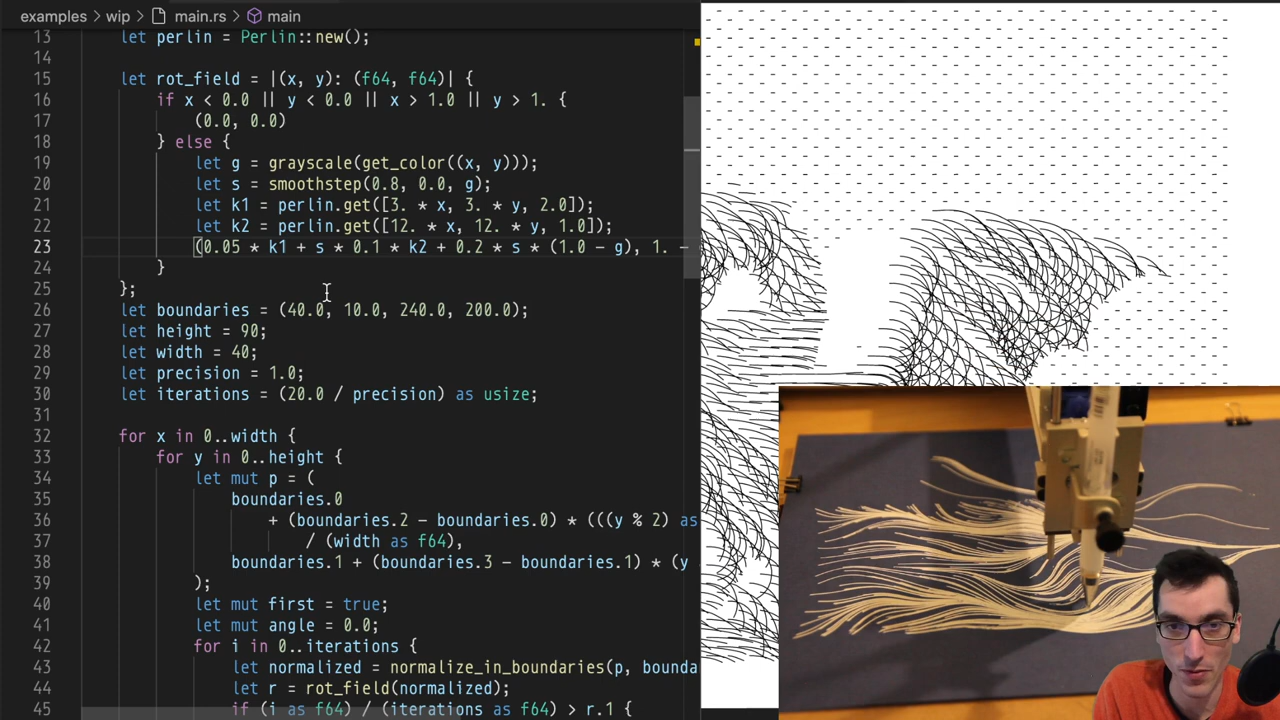 examples > wip > main.rs > main
13 let perlin = Perlin::new();
14
15 let rot_field = |(x, y): (f64, f64)| {
16 if x < 0.0 || y < 0.0 || x > 1.0 || y > 1. {
17 (0.0, 0.0)
18 } else {
19 let g = grayscale(get_color((x, y)));
20 let s = smoothstep(0.8, 0.0, g);
21 let k1 = perlin.get([3. * x, 3. * y, 2.0]);
22 let k2 = perlin.get([12. * x, 12. * y, 1.0]);
23 (0.05 * k1 + s * 0.1 * k2 + 0.2 * s * (1.0 - g), 1. -
24 }
25 };
26 let boundaries = (40.0, 10.0, 240.0, 200.0);
27 let height = 90;
28 let width = 40;
29 let precision = 1.0;
30 let iterations = (20.0 / precision) as usize;
31
32 for x in 0..width {
33 for y in 0..height {
34 let mut p = (
35 boundaries.0
36 + (boundaries.2 - boundaries.0) * (((y % 2) as
37 / (width as f64),
38 boundaries.1 + (boundaries.3 - boundaries.1) * (y
39 );
40 let mut first = true;
41 let mut angle = 0.0;
42 for i in 0..iterations {
43 let normalized = normalize_in_boundaries(p, bounda
44 let r = rot_field(normalized);
45 if (i as f64) / (iterations as f64) > r.1 {